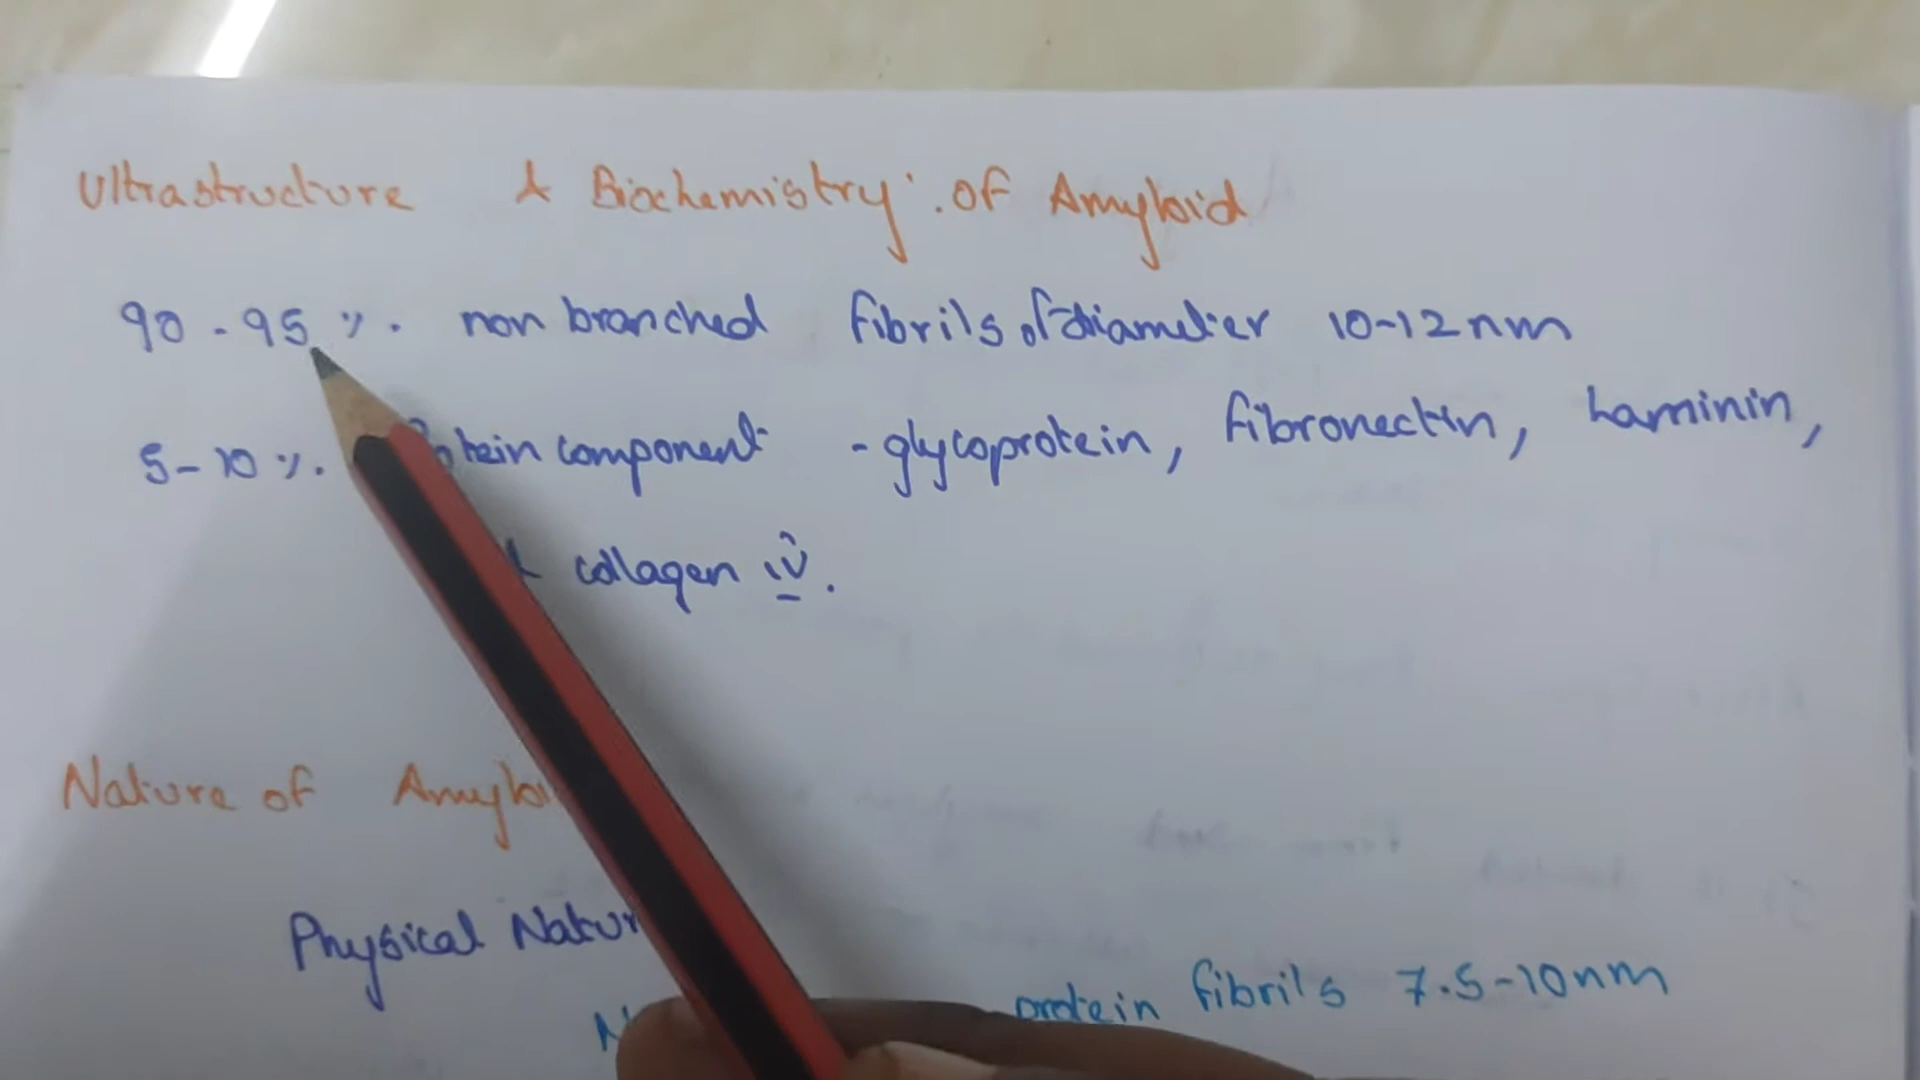 Ultrastructure & Biochemistry of Amyloid
90 - 95 %. non branched fibrils of diameter 10-12nm
5-10 %. component - glycoprotein, fibronectin, Laminin,
& collagen IV.
Nature of
Physical
protein fibrils 7.5-10nm